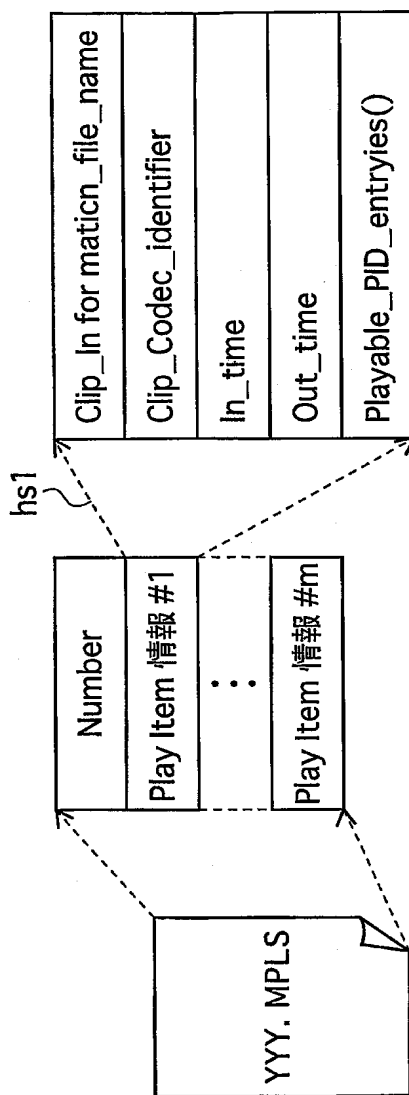 YYY. MPLS
Number
Play Item 情報 #1
Play Item 情報 #m
hs1
Clip_In for maticn_file_name
Clip_Codec_identifier
In_time
Out_time
Playable_PID_entryies()